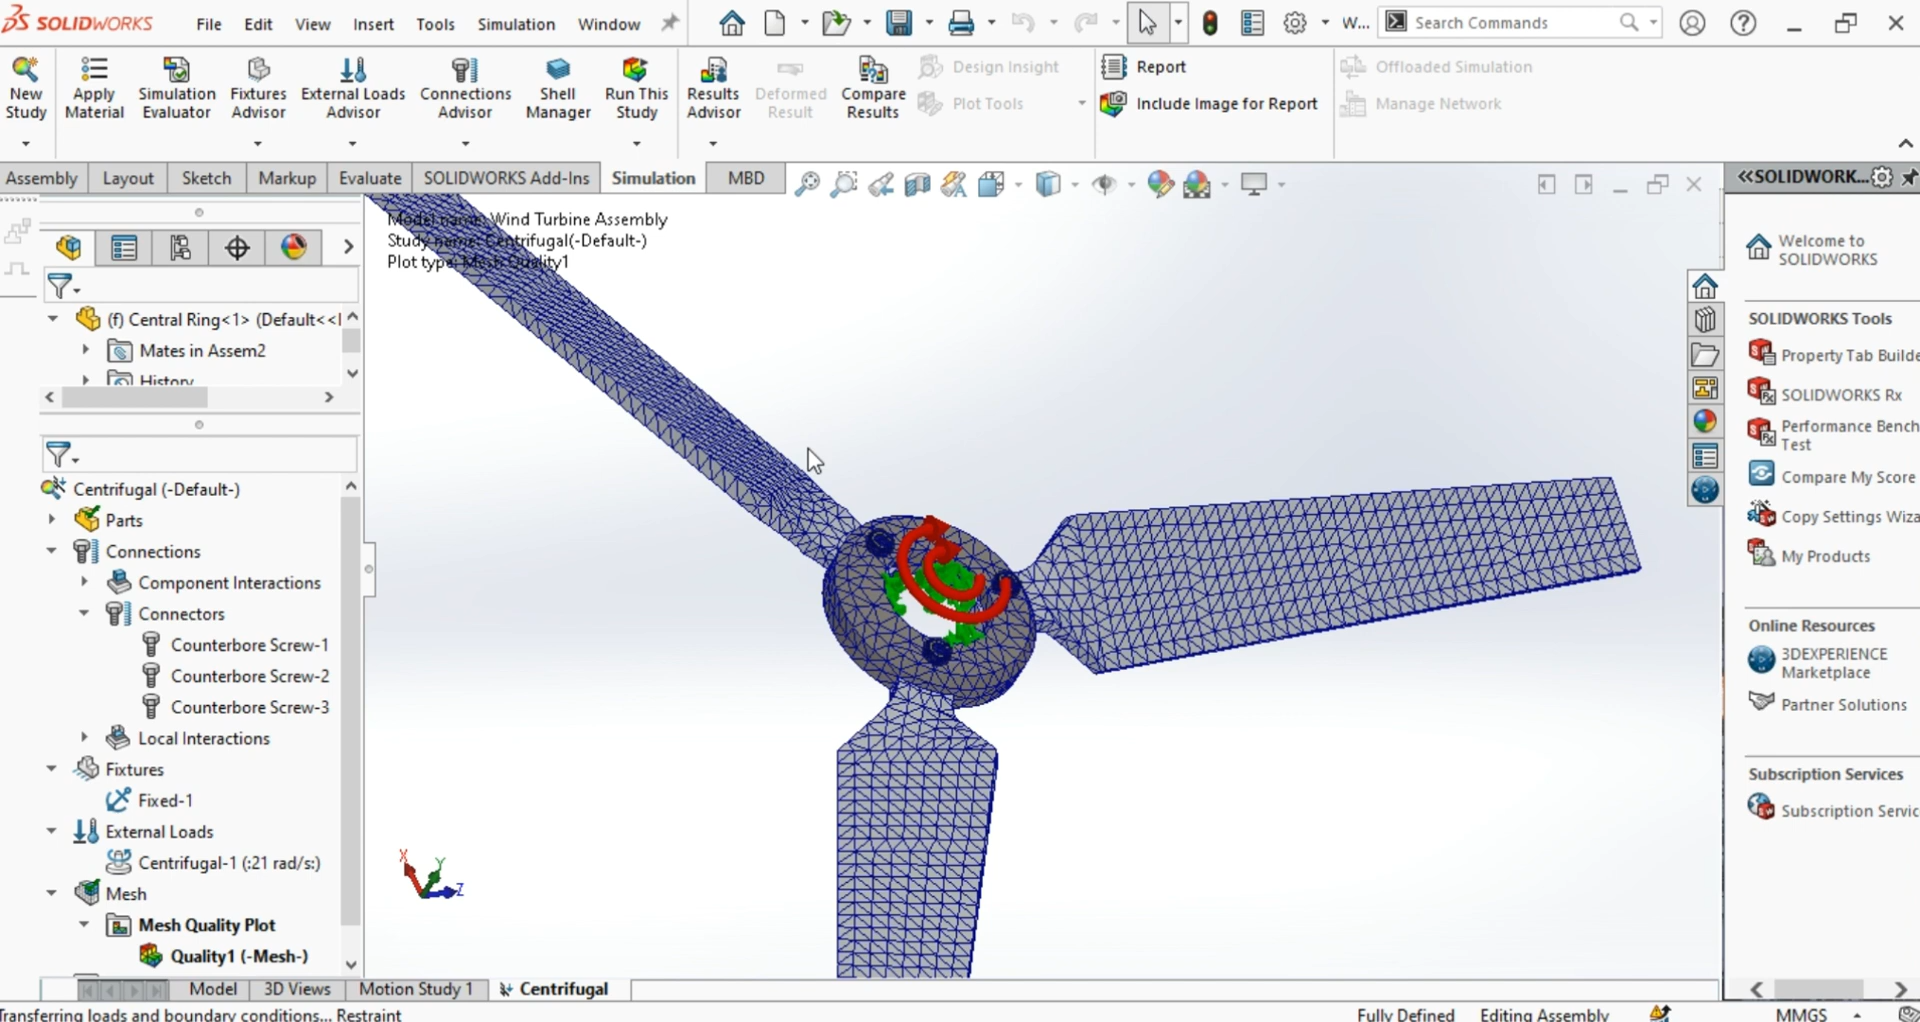 SOLIDWORKS File Edit View Insert Tools Simulation Window W... Search Commands
New Study
Apply Material
Simulation Evaluator
Fixtures Advisor
External Loads Advisor
Connections Advisor
Shell Manager
Run This Study
Results Advisor
Deformed Result
Compare Results
Design Insight
Plot Tools
Report
Include Image for Report
Offloaded Simulation
Manage Network
Assembly Layout Sketch Markup Evaluate SOLIDWORKS Add-Ins Simulation MBD
Model name: Wind Turbine Assembly
Study name: Centrifugal(-Default-)
Plot type: Mesh Quality1
(f) Central Ring<1> (Default<<
Mates in Assem2
History
Centrifugal (-Default-)
Parts
Connections
Component Interactions
Connectors
Counterbore Screw-1
Counterbore Screw-2
Counterbore Screw-3
Local Interactions
Fixtures
Fixed-1
External Loads
Centrifugal-1 (:21 rad/s:)
Mesh
Mesh Quality Plot
Quality1 (-Mesh-)
X
Y
Z
«SOLIDWORK...
Welcome to
SOLIDWORKS
SOLIDWORKS Tools
Property Tab Builde
SOLIDWORKS Rx
Performance Bench
Test
Compare My Score
Copy Settings Wiza
My Products
Online Resources
3DEXPERIENCE
Marketplace
Partner Solutions
Subscription Services
Subscription Servic
Model 3D Views Motion Study 1 Centrifugal
Transferring loads and boundary conditions... Restraint Fully Defined Editing Assembly MMGS